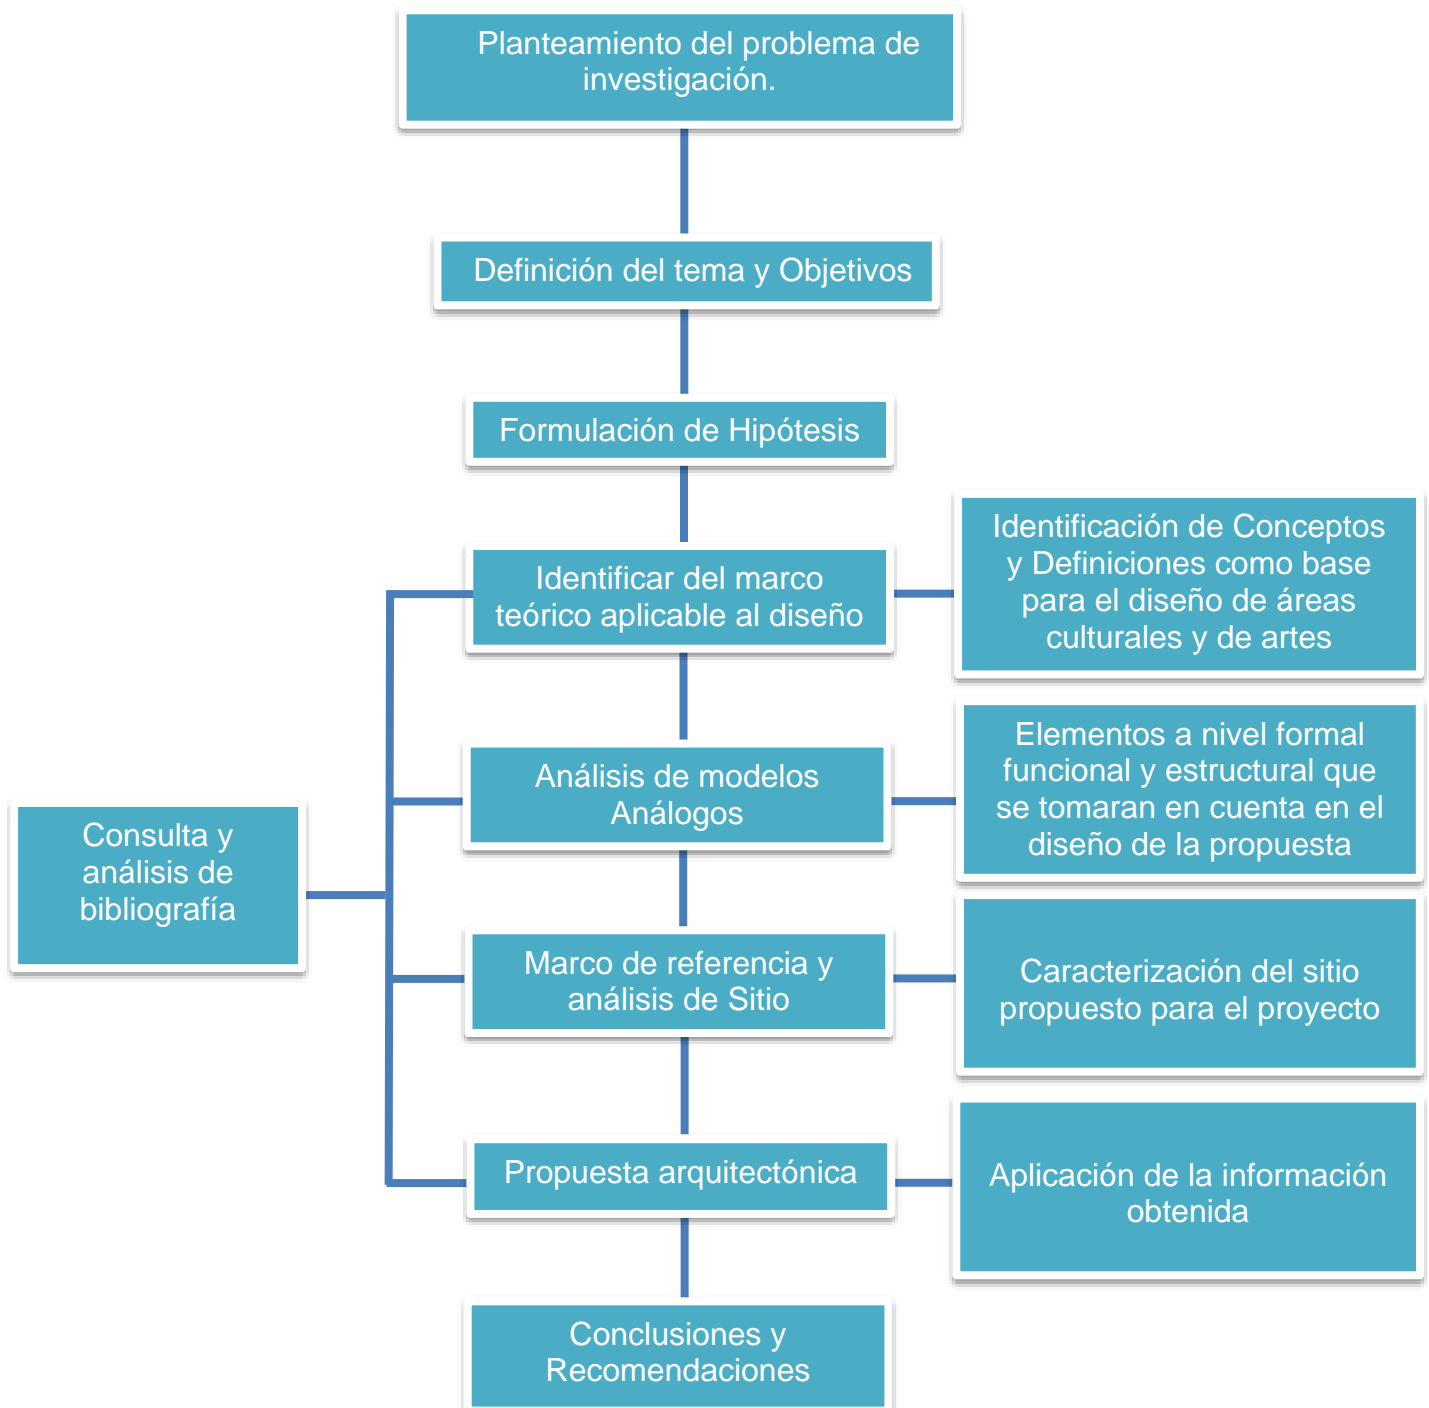 Planteamiento del problema de
investigación.
Definición del tema y Objetivos
Formulación de Hipótesis
Identificar del marco
teórico aplicable al diseño
Identificación de Conceptos
y Definiciones como base
para el diseño de áreas
culturales y de artes
Análisis de modelos
Análogos
Elementos a nivel formal
funcional y estructural que
se tomaran en cuenta en el
diseño de la propuesta
Consulta y
análisis de
bibliografía
Marco de referencia y
análisis de Sitio
Caracterización del sitio
propuesto para el proyecto
Propuesta arquitectónica
Aplicación de la información
obtenida
Conclusiones y
Recomendaciones